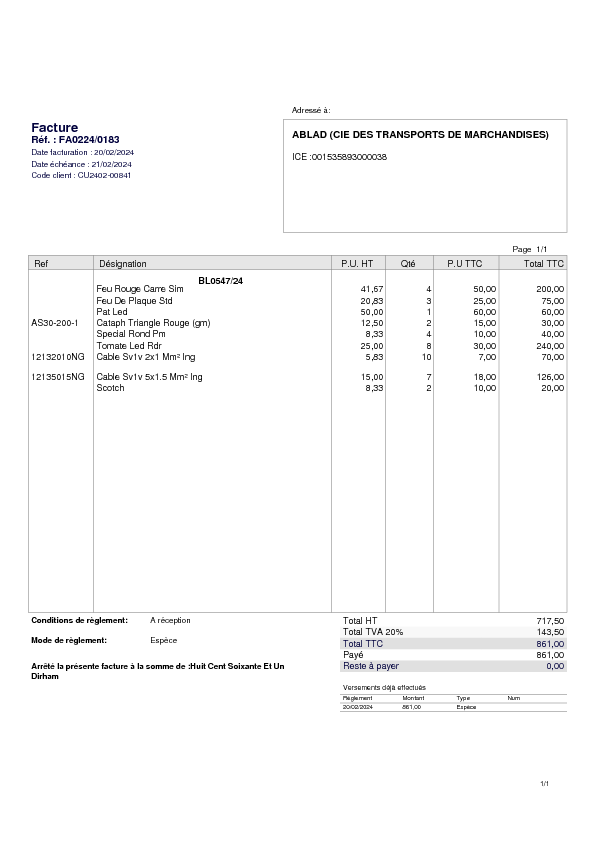 Adressé à:
Facture
Réf. : FA0224/0183
Date facturation : 20/02/2024
Date échéance : 21/02/2024
Code client : CU2402-00841
ABLAD (CIE DES TRANSPORTS DE MARCHANDISES)
ICE :001535893000038
Page 1/1
Ref Désignation P.U. HT Qté P.U TTC Total TTC
BL0547/24
Feu Rouge Carre Slm 41,67 4 50,00 200,00
Feu De Plaque Std 20,83 3 25,00 75,00
Pat Led 50,00 1 60,00 60,00
AS30-200-1 Cataph Triangle Rouge (gm) 12,50 2 15,00 30,00
Special Rond Pm 8,33 4 10,00 40,00
Tomate Led Rdr 25,00 8 30,00 240,00
12132010NG Cable Sv1v 2x1 Mm² Ing 5,83 10 7,00 70,00
12135015NG Cable Sv1v 5x1.5 Mm² Ing 15,00 7 18,00 126,00
Scotch 8,33 2 10,00 20,00
Conditions de règlement: A réception
Mode de règlement: Espèce
Arrêté la présente facture à la somme de :Huit Cent Soixante Et Un
Dirham
Total HT 717,50
Total TVA 20% 143,50
Total TTC 861,00
Payé 861,00
Reste à payer 0,00
Versements déjà effectués
Règlement Montant Type Num
20/02/2024 861,00 Espèce
1/1